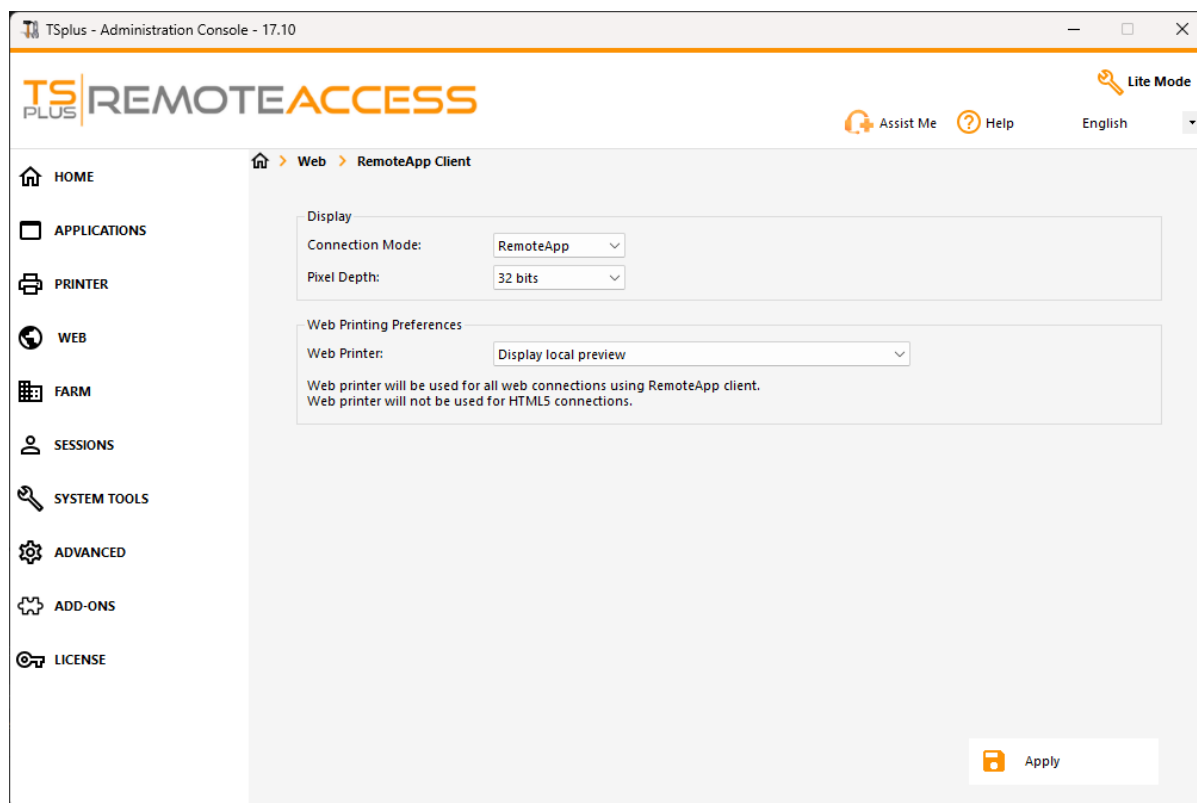 TSplus - Administration Console - 17.10
TS PLUS REMOTEACCESS
Lite Mode
Assist Me
Help
English
HOME
APPLICATIONS
PRINTER
WEB
FARM
SESSIONS
SYSTEM TOOLS
ADVANCED
ADD-ONS
LICENSE
Web > RemoteApp Client
Display
Connection Mode: RemoteApp
Pixel Depth: 32 bits
Web Printing Preferences
Web Printer: Display local preview
Web printer will be used for all web connections using RemoteApp client.
Web printer will not be used for HTML5 connections.
Apply